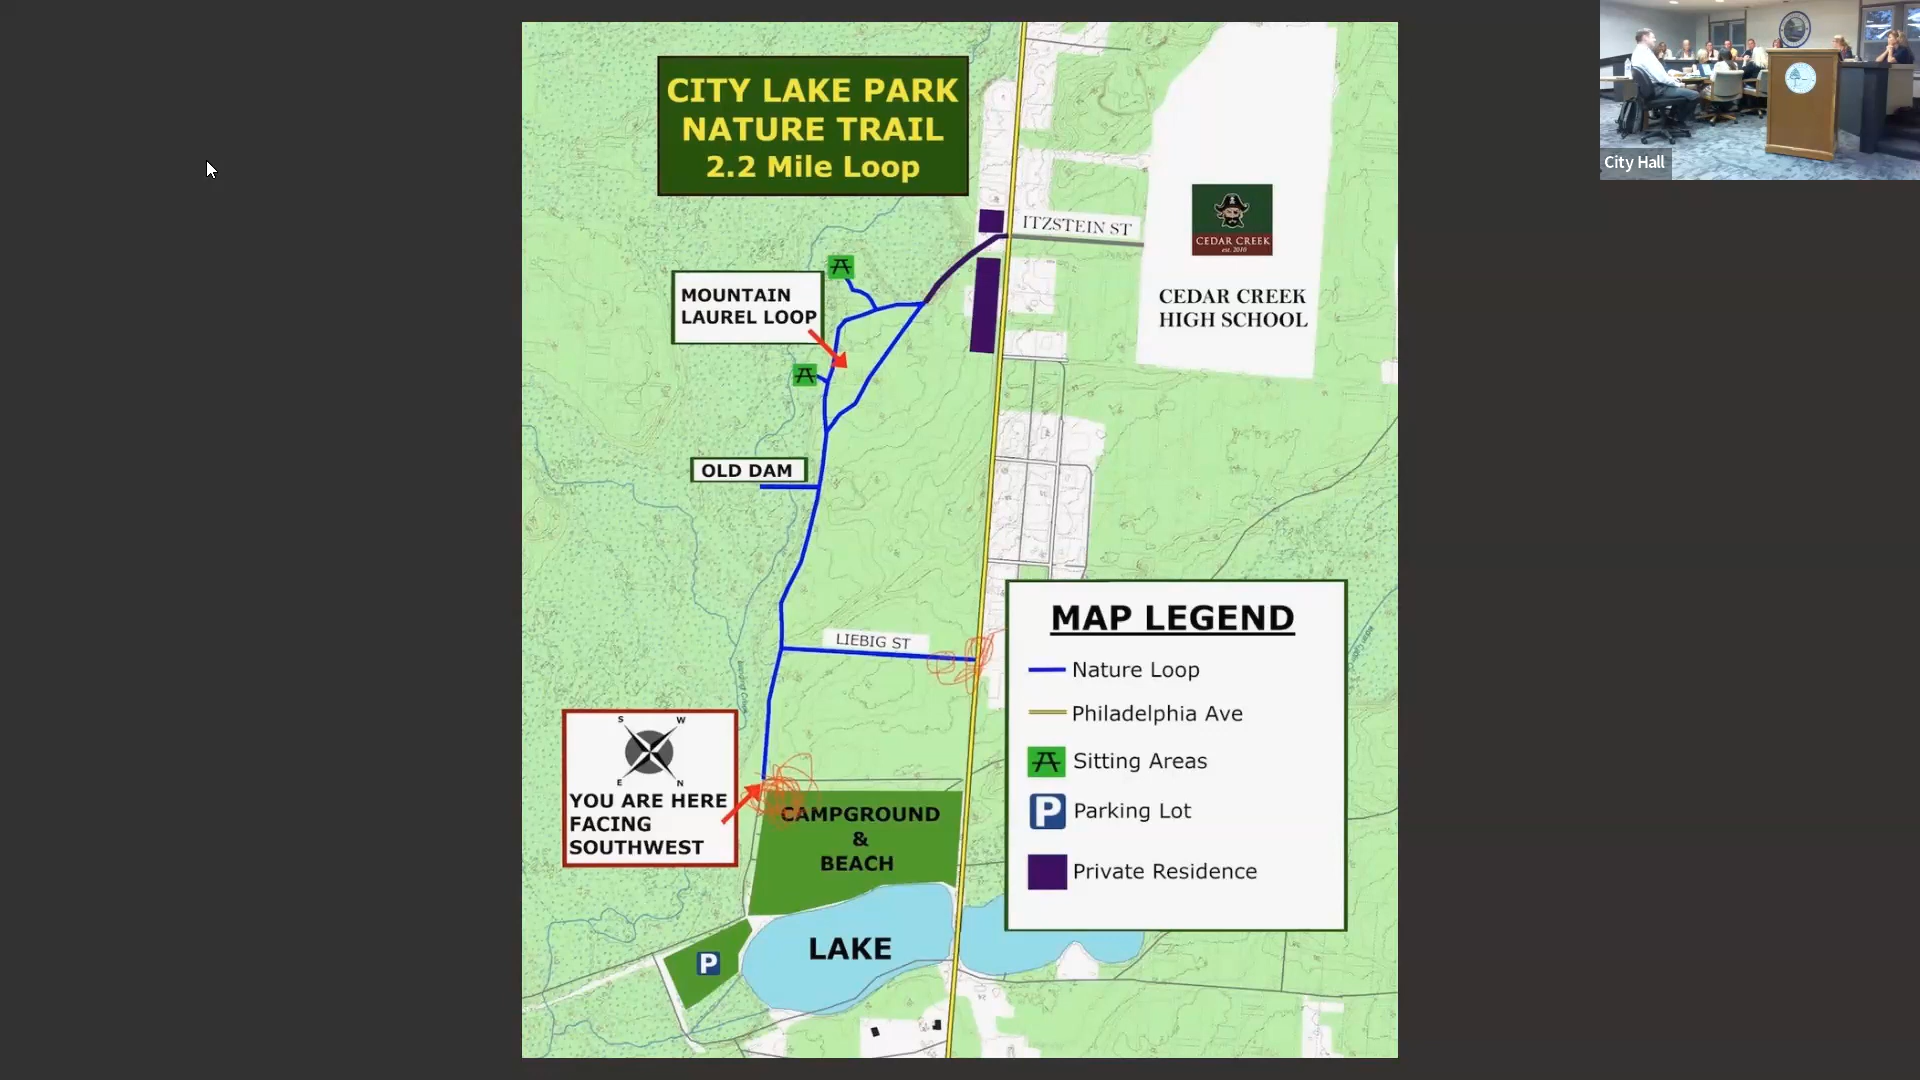 CITY LAKE PARK
NATURE TRAIL
2.2 Mile Loop
City Hall
ITZSTEIN ST
CEDAR CREEK
est. 2010
CEDAR CREEK
HIGH SCHOOL
MOUNTAIN
LAUREL LOOP
OLD DAM
LIEBIG ST
MAP LEGEND
Nature Loop
Philadelphia Ave
Sitting Areas
P Parking Lot
Private Residence
S W
E N
YOU ARE HERE
FACING
SOUTHWEST
CAMPGROUND
&
BEACH
LAKE
P